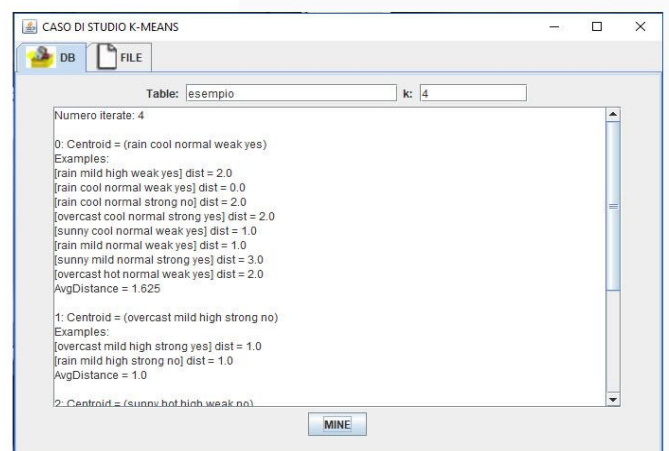 CASO DI STUDIO K-MEANS
DB FILE
Table: esempio k: 4
Numero iterate: 4
0: Centroid = (rain cool normal weak yes)
Examples:
[rain mild high weak yes] dist = 2.0
[rain cool normal weak yes] dist = 0.0
[rain cool normal strong no] dist = 2.0
[overcast cool normal strong yes] dist = 2.0
[sunny cool normal weak yes] dist = 1.0
[rain mild normal weak yes] dist = 1.0
[sunny mild normal strong yes] dist = 3.0
[overcast hot normal weak yes] dist = 2.0
AvgDistance = 1.625
1: Centroid = (overcast mild high strong no)
Examples:
[overcast mild high strong yes] dist = 1.0
[rain mild high strong no] dist = 1.0
AvgDistance = 1.0
2: Centroid = (sunny hot high weak no)
MINE